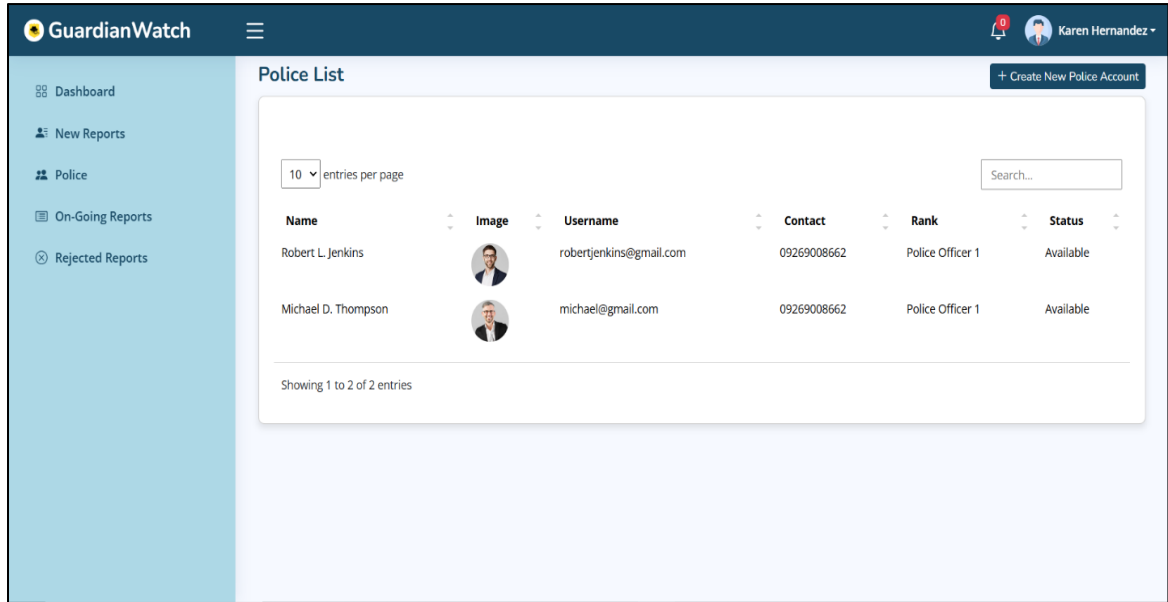 GuardianWatch
0
Karen Hernandez
Dashboard
New Reports
Police
On-Going Reports
Rejected Reports
Police List
+ Create New Police Account
10 entries per page
Search...
Name Image Username Contact Rank Status
Robert L. Jenkins robertjenkins@gmail.com 09269008662 Police Officer 1 Available
Michael D. Thompson michael@gmail.com 09269008662 Police Officer 1 Available
Showing 1 to 2 of 2 entries